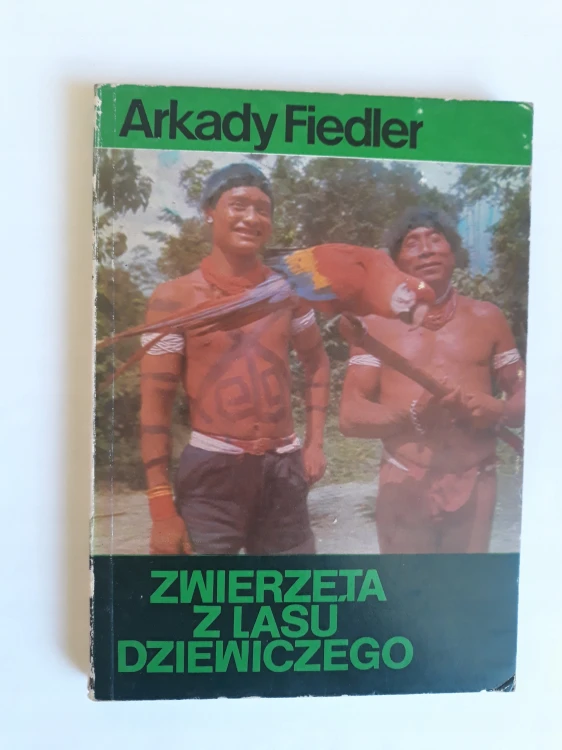 Arkady Fiedler
ZWIERZĘTA
Z LASU
DZIEWICZEGO